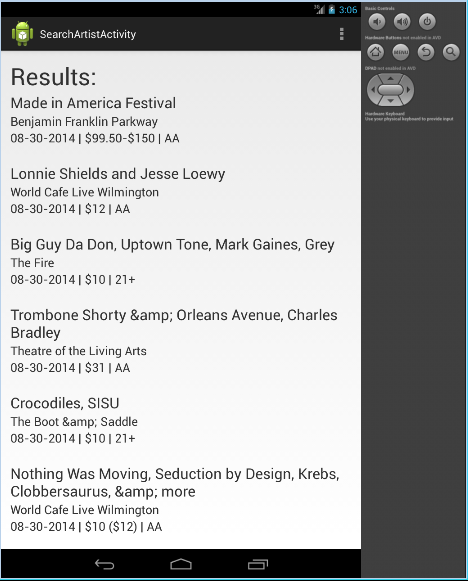 3G 3:06
SearchArtistActivity
Results:
Made in America Festival
Benjamin Franklin Parkway
08-30-2014 | $99.50-$150 | AA
Lonnie Shields and Jesse Loewy
World Cafe Live Wilmington
08-30-2014 | $12 | AA
Big Guy Da Don, Uptown Tone, Mark Gaines, Grey
The Fire
08-30-2014 | $10 | 21+
Trombone Shorty &amp; Orleans Avenue, Charles
Bradley
Theatre of the Living Arts
08-30-2014 | $31 | AA
Crocodiles, SISU
The Boot &amp; Saddle
08-30-2014 | $10 | 21+
Nothing Was Moving, Seduction by Design, Krebs,
Clobbersaurus, &amp; more
World Cafe Live Wilmington
08-30-2014 | $10 ($12) | AA
Basic Controls
Hardware Buttons not enabled in AVD
MENU
DPAD not enabled in AVD
Hardware Keyboard
Use your physical keyboard to provide input